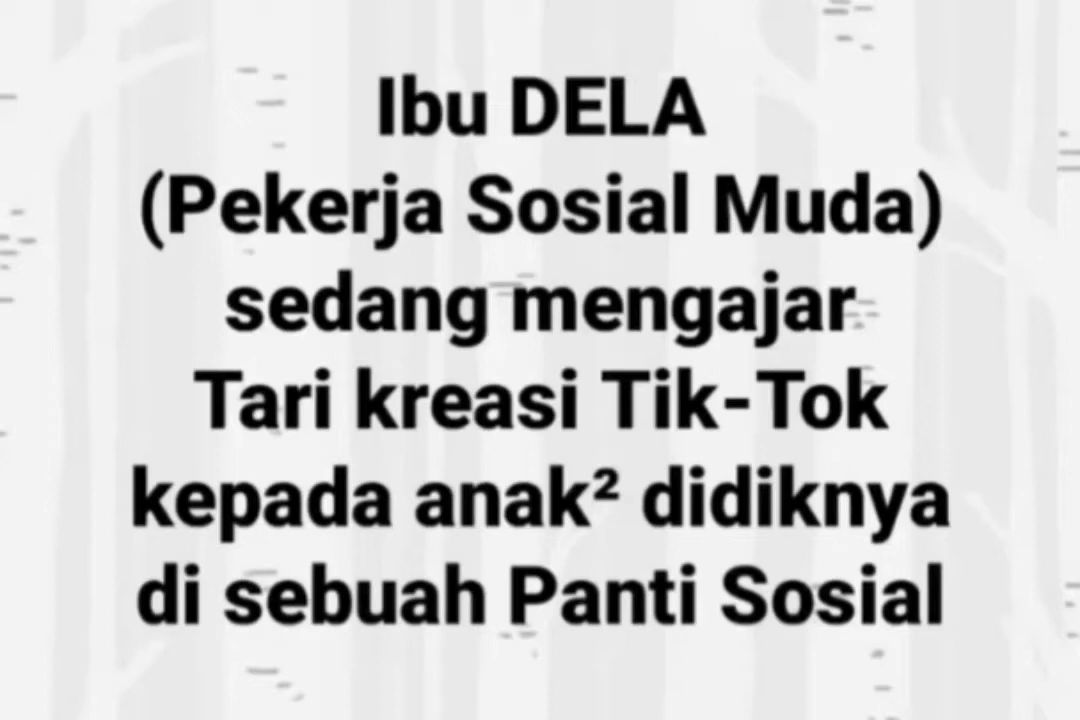 Ibu DELA
(Pekerja Sosial Muda)
sedang mengajar
Tari kreasi Tik-Tok
kepada anak² didiknya
di sebuah Panti Sosial